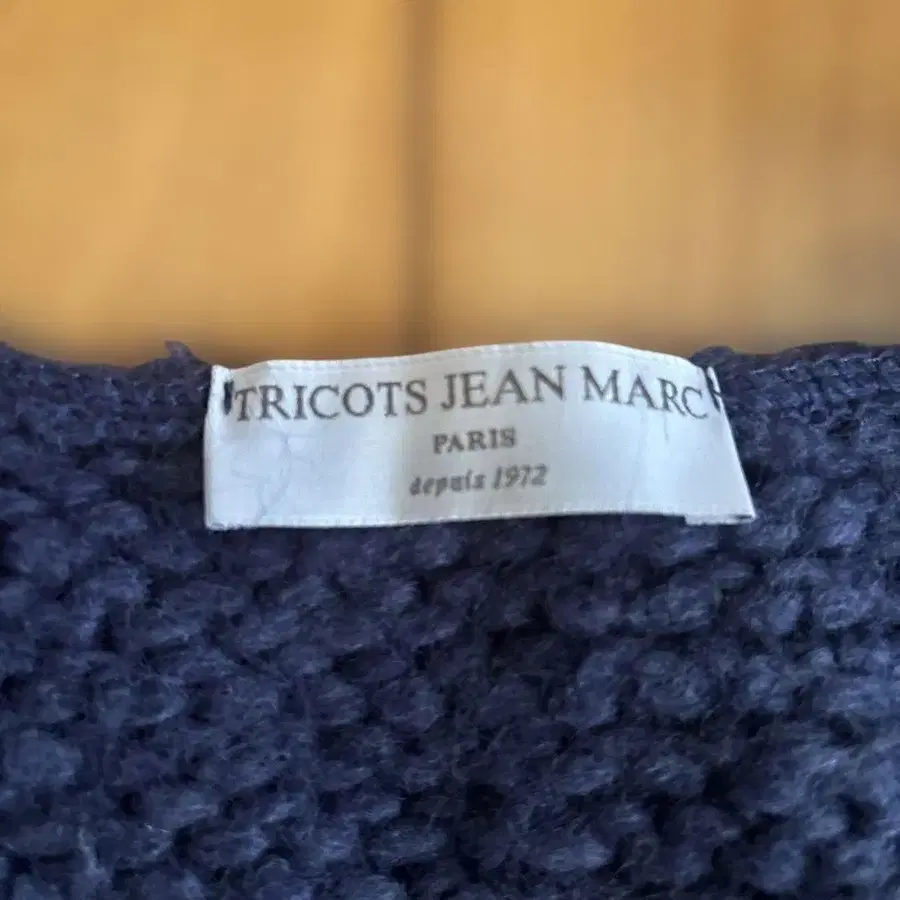 TRICOTS JEAN MARC
PARIS
depuis 1972